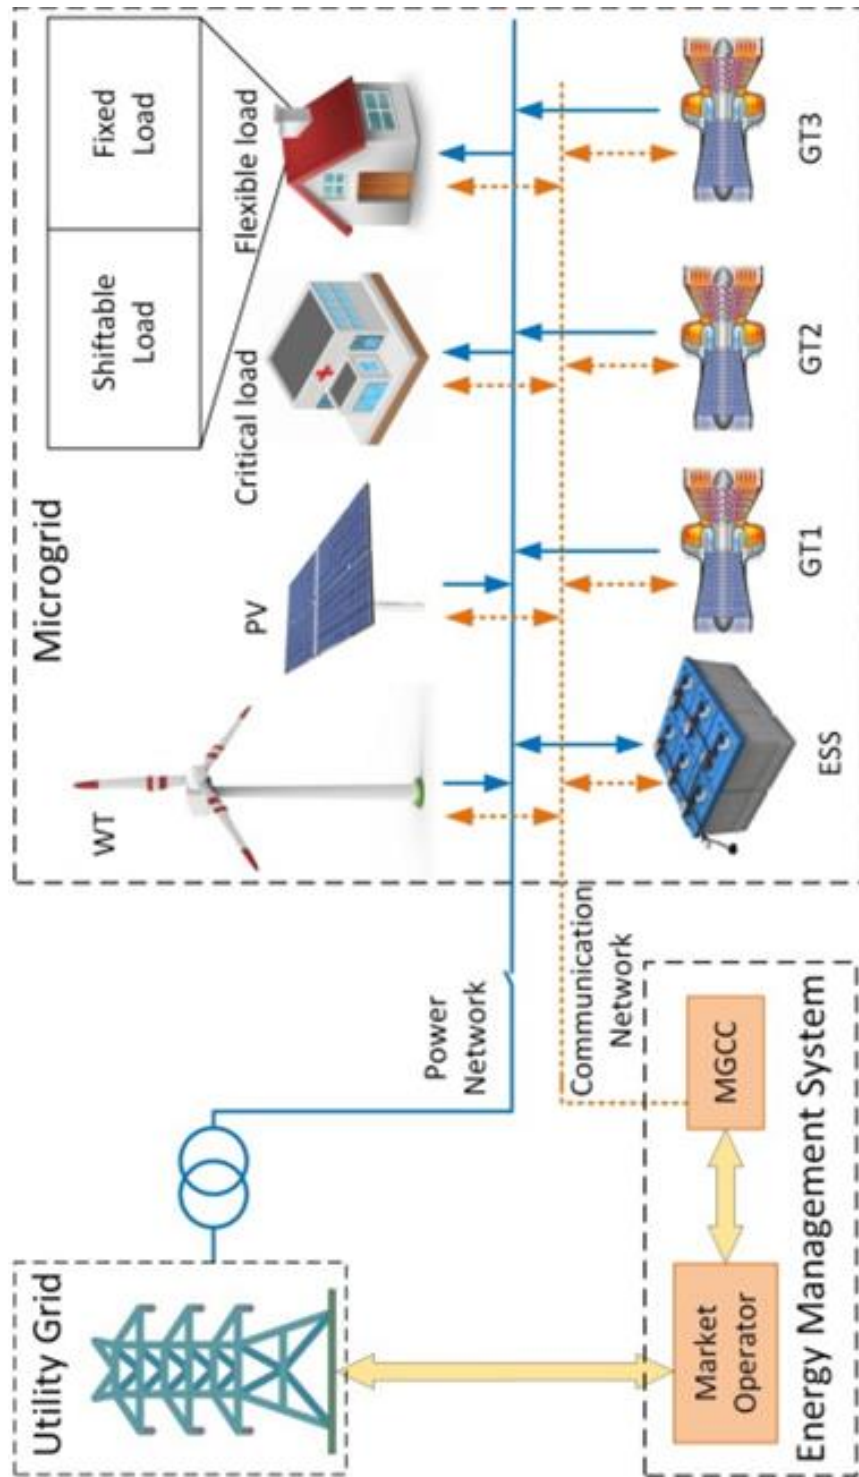 Utility Grid
Microgrid
WT
PV
Critical load
Flexible load
Shiftable
Load
Fixed
Load
Power
Network
Communication
Network
ESS
GT1
GT2
GT3
Market
Operator
MGCC
Energy Management System